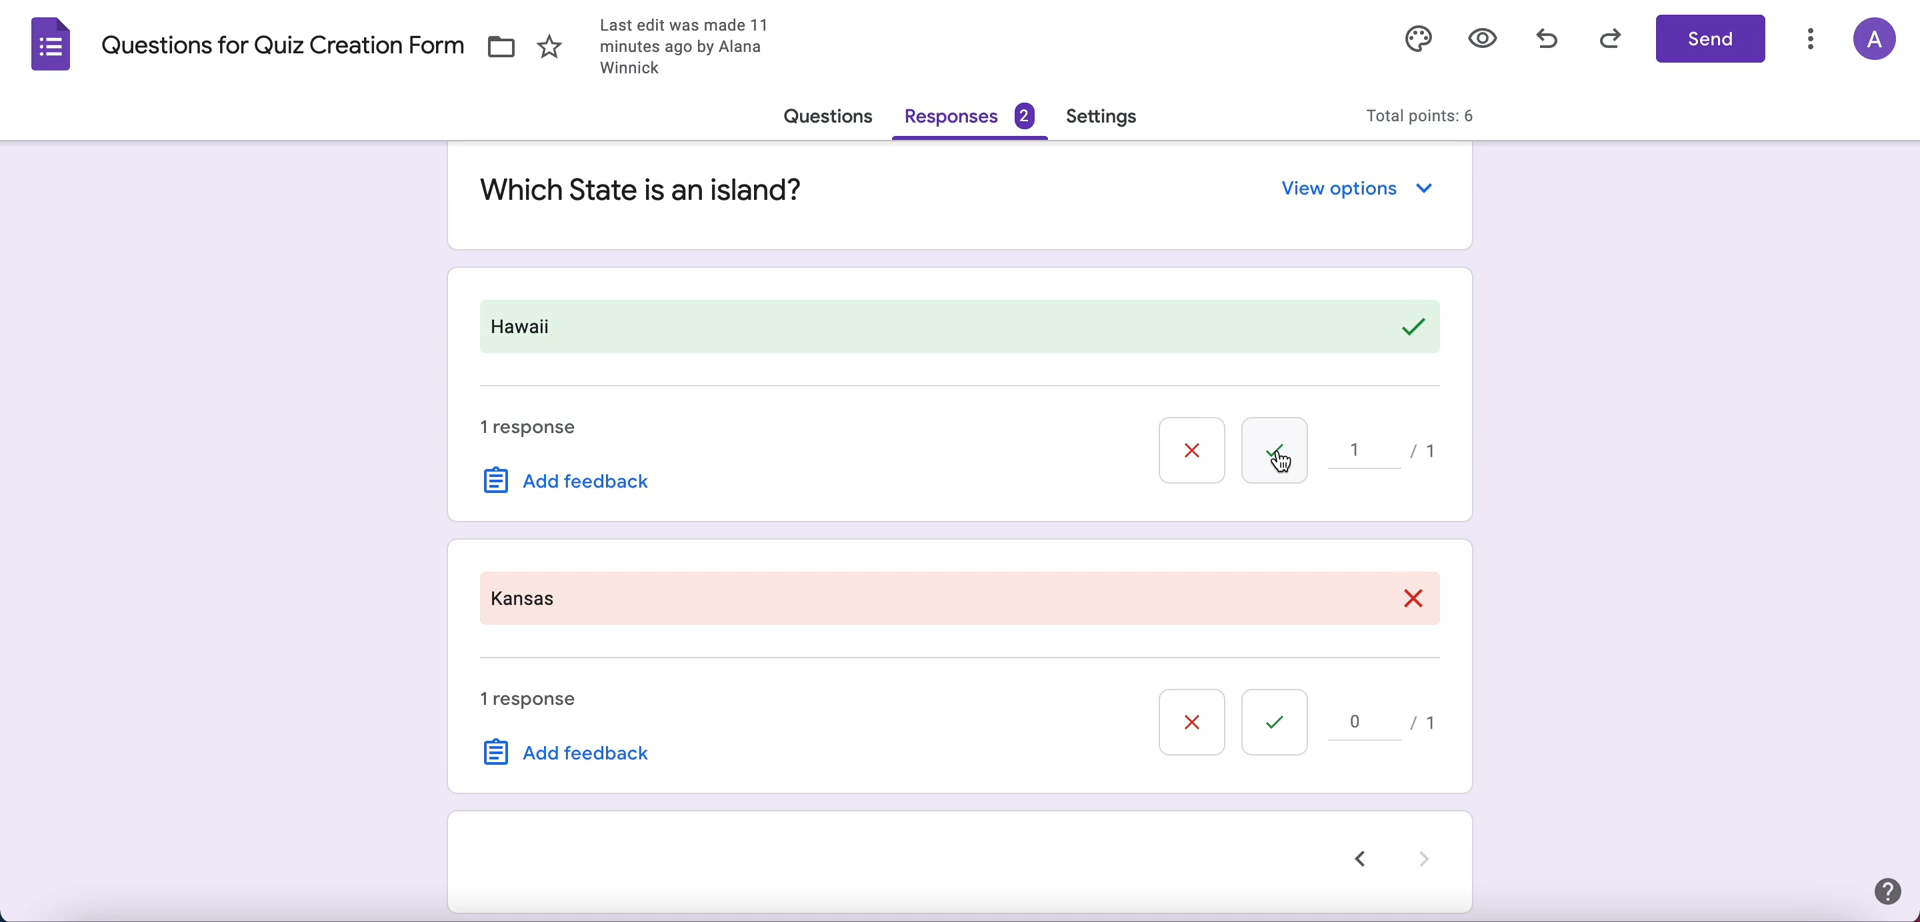 Questions for Quiz Creation Form
Last edit was made 11
minutes ago by Alana
Winnick
Send
A
Questions
Responses 2
Settings
Total points: 6
Which State is an island?
View options
Hawaii
1 response
1 / 1
Add feedback
Kansas
1 response
0 / 1
Add feedback
?